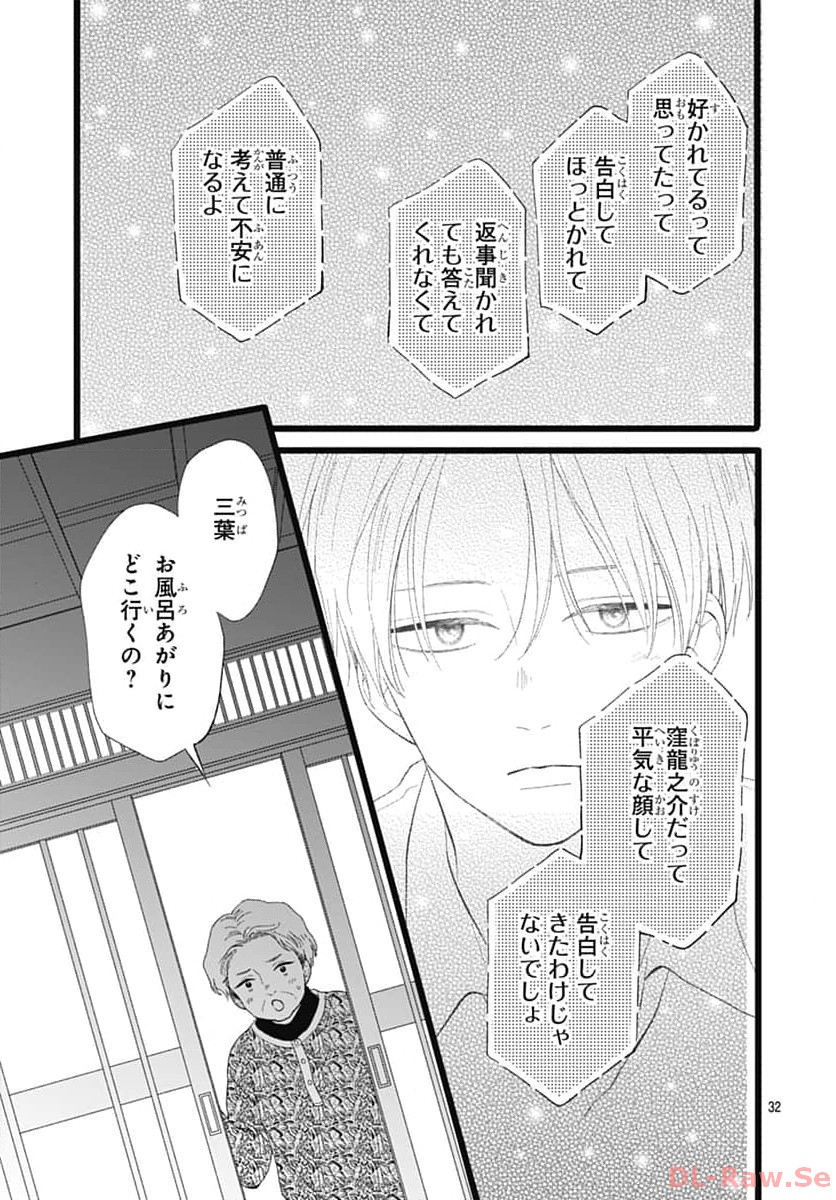 好かれてるって
思ってたって
告白して
ほっとかれて
返事聞かれ
ても答えて
くれなくて
普通に
考えて不安に
なるよ
窪龍之介だって
平気な顔して
告白して
きたわけじゃ
ないでしょ
三葉
お風呂あがりに
どこ行くの?
32
DL-Raw.Se